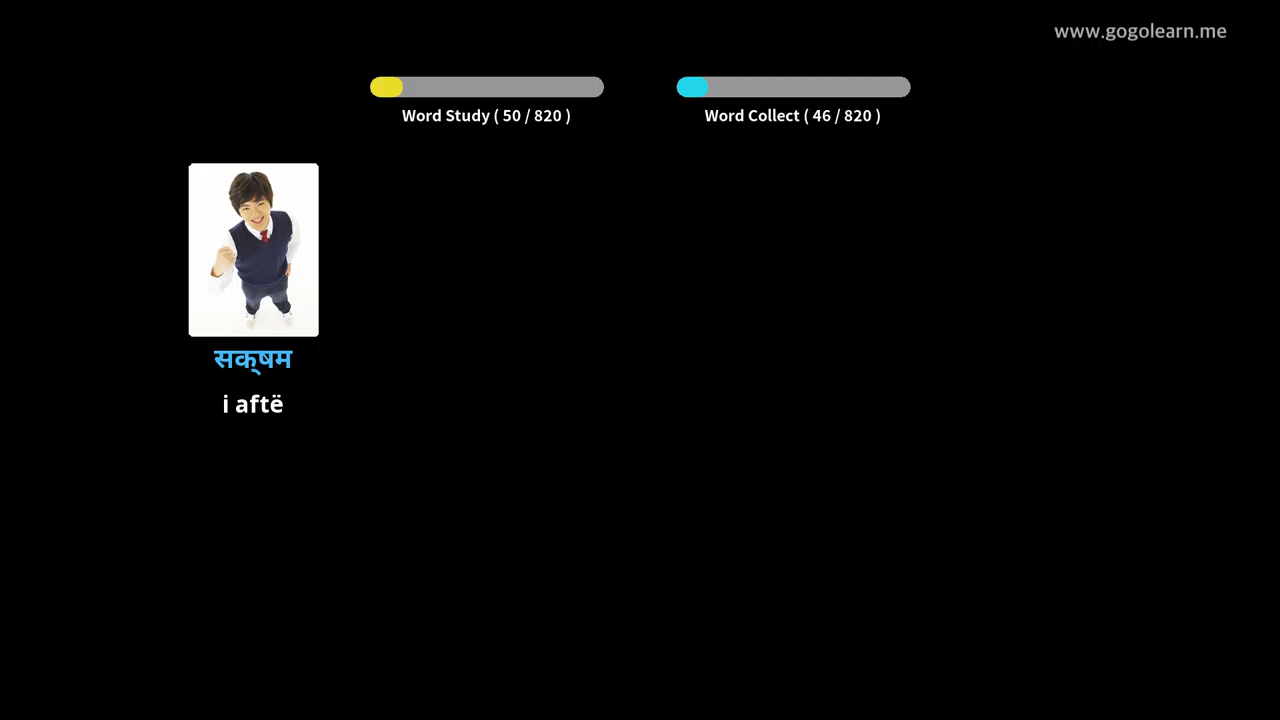 www.gogolearn.me
Word Study ( 50 / 820 )
Word Collect ( 46 / 820 )
सक्षम
i aftë